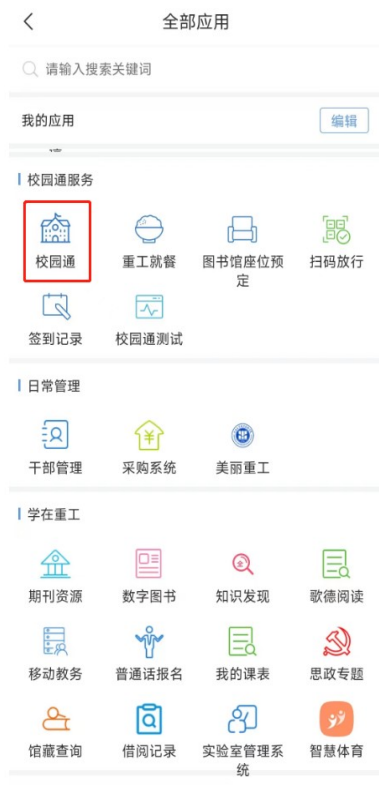 全部应用
请输入搜索关键词
我的应用
编辑
校园通服务
校园通 重工就餐 图书馆座位预定 扫码放行
签到记录 校园通测试
日常管理
干部管理 采购系统 美丽重工
学在重工
期刊资源 数字图书 知识发现 歌德阅读
移动教务 普通话报名 我的课表 思政专题
馆藏查询 借阅记录 实验室管理系统 智慧体育